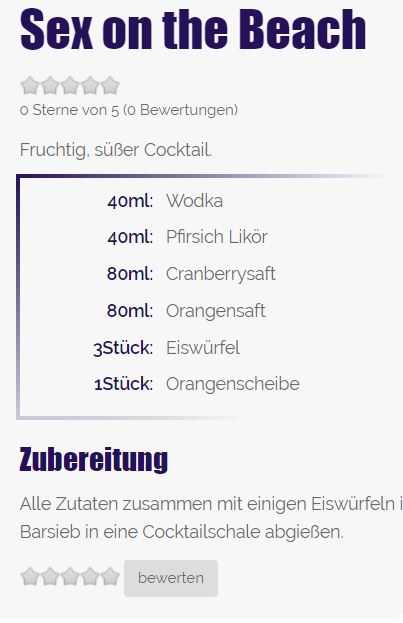 Sex on the Beach
0 Sterne von 5 (0 Bewertungen)
Fruchtig, süßer Cocktail.
40ml: Wodka
40ml: Pfirsich Likör
80ml: Cranberrysaft
80ml: Orangensaft
3Stück: Eiswürfel
1Stück: Orangenscheibe
Zubereitung
Alle Zutaten zusammen mit einigen Eiswürfeln
Barsieb in eine Cocktailschale abgießen.
bewerten